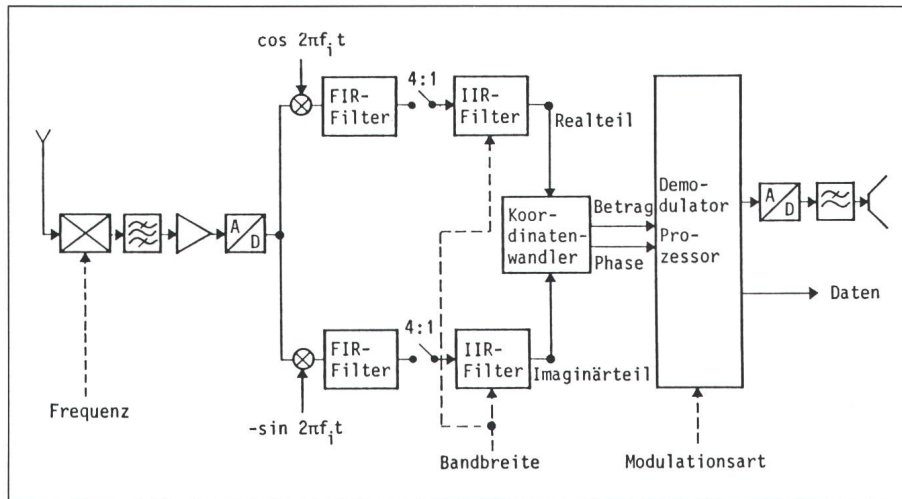 cos 2πf_i t
FIR-
Filter
4:1
IIR-
Filter
Realteil
A
D
Koor-
dinaten-
wandler
Betrag
Phase
Demo-
dulator
Pro-
zessor
A
D
Daten
FIR-
Filter
4:1
IIR-
Filter
Imaginärteil
Frequenz
-sin 2πf_i t
Bandbreite
Modulationsart